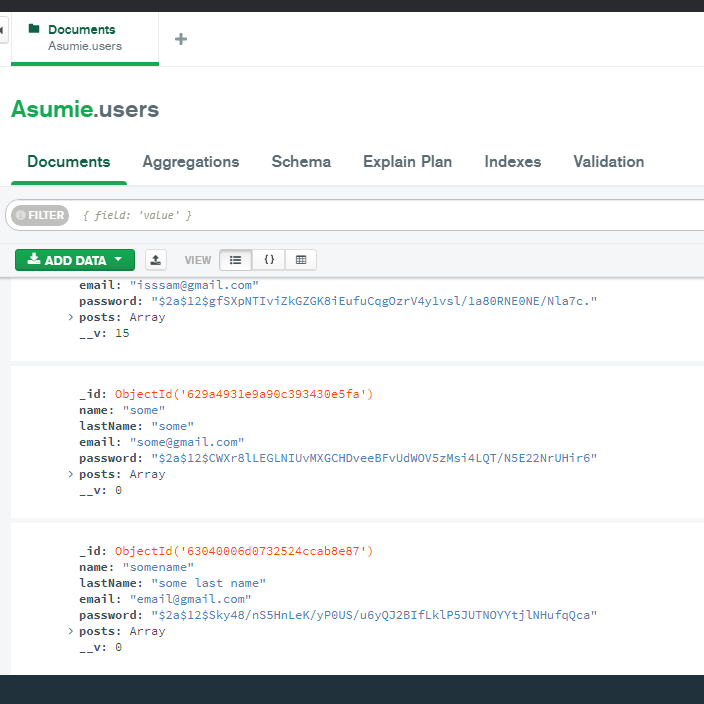 Documents
Asumie.users
+
Asumie.users
Documents Aggregations Schema Explain Plan Indexes Validation
FILTER { field: 'value' }
ADD DATA VIEW { }
email: "isssam@gmail.com"
password: "$2a$12$gfSXpNTIviZkGZGK8iEufuCqgOzrV4y1vsl/1a80RNE0NE/Nla7c."
posts: Array
__v: 15
_id: ObjectId('629a4931e9a90c393430e5fa')
name: "some"
lastName: "some"
email: "some@gmail.com"
password: "$2a$12$CWXr8lLEGLNIUvMXGCHDveeBFvUdWOV5zMsi4LQT/N5E22NrUHir6"
posts: Array
__v: 0
_id: ObjectId('63040006d0732524ccab8e87')
name: "somename"
lastName: "some last name"
email: "email@gmail.com"
password: "$2a$12$Sky48/nS5HnLeK/yP0US/u6yQJ2BIfLklP5JUTNOYYtjlNHufqQca"
posts: Array
__v: 0